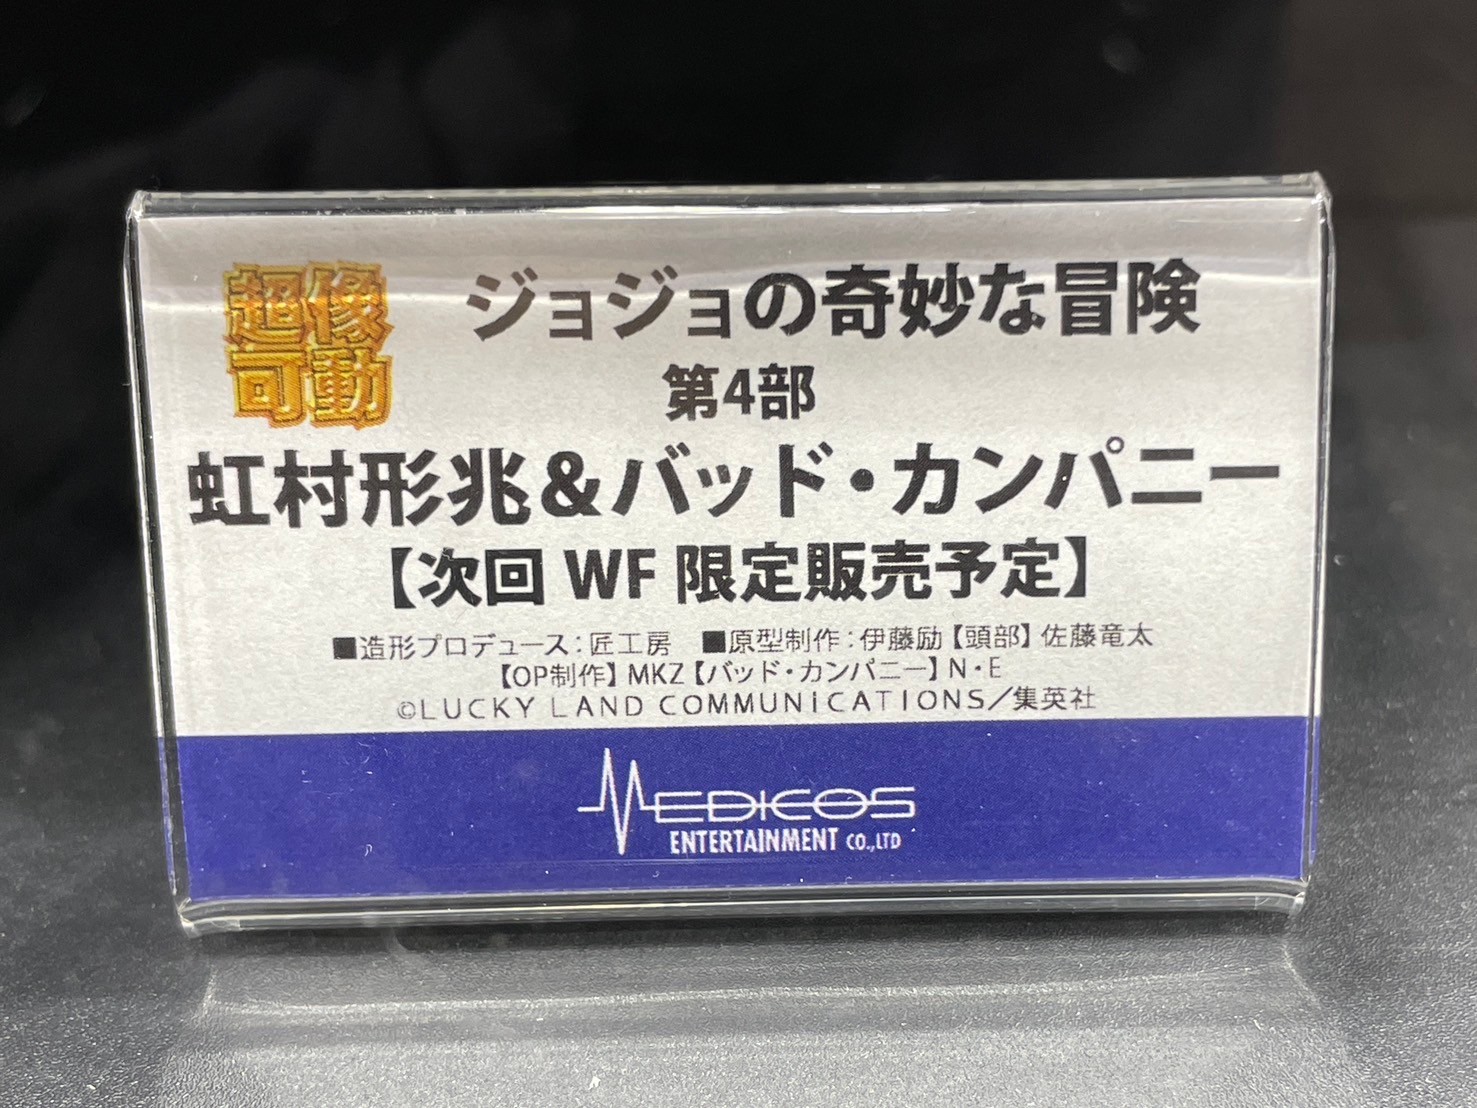 超像可動
ジョジョの奇妙な冒険
第4部
虹村形兆&バッド・カンパニー
【次回 WF 限定販売予定】
■造形プロデュース：匠工房　■原型制作：伊藤励【頭部】佐藤竜太
【OP制作】MKZ【バッド・カンパニー】N・E
©LUCKY LAND COMMUNICATIONS／集英社
MEDICOS
ENTERTAINMENT CO.,LTD